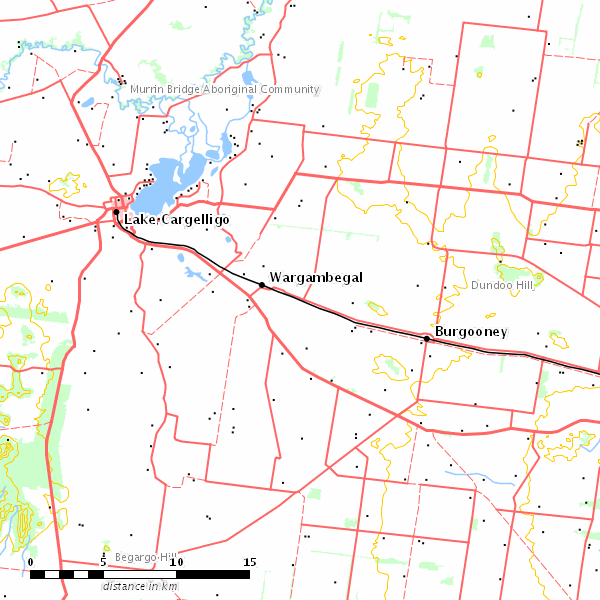 Murrin Bridge Aboriginal Community
Lake Cargelligo
Wargambegal
Dundoo Hill
Burgooney
Begargo Hill
0 5 10 15
distance in km